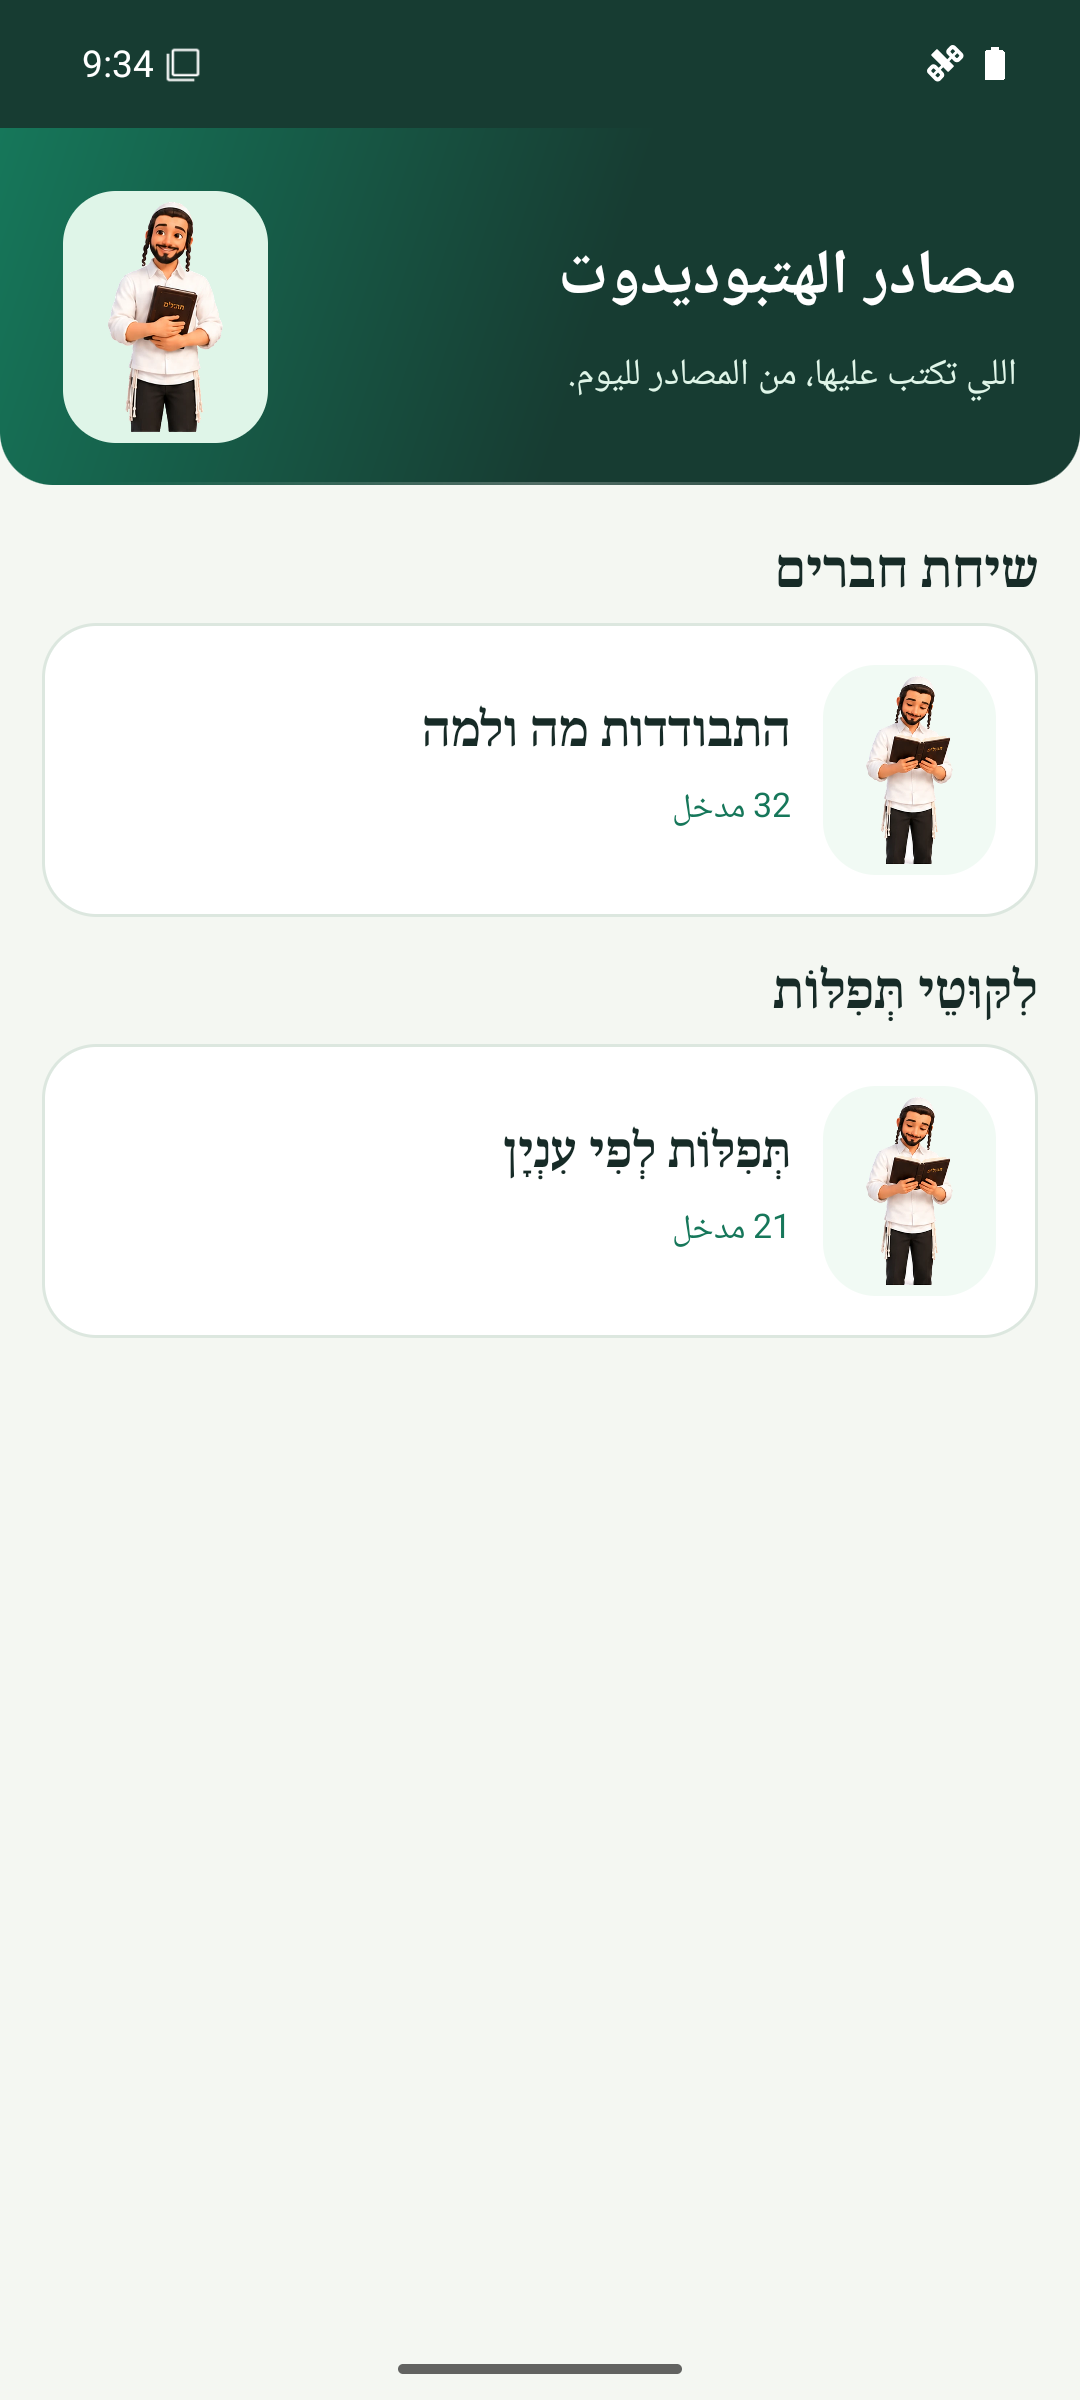 9:34
مصادر الهتبوديدوت
اللي تكتب عليها، من المصادر لليوم.
שיחת חברים
התבודדות מה ולמה
32 مدخل
לִקּוּטֵי תְּפִלּוֹת
תְּפִלּוֹת לְפִי עִנְיָן
21 مدخل